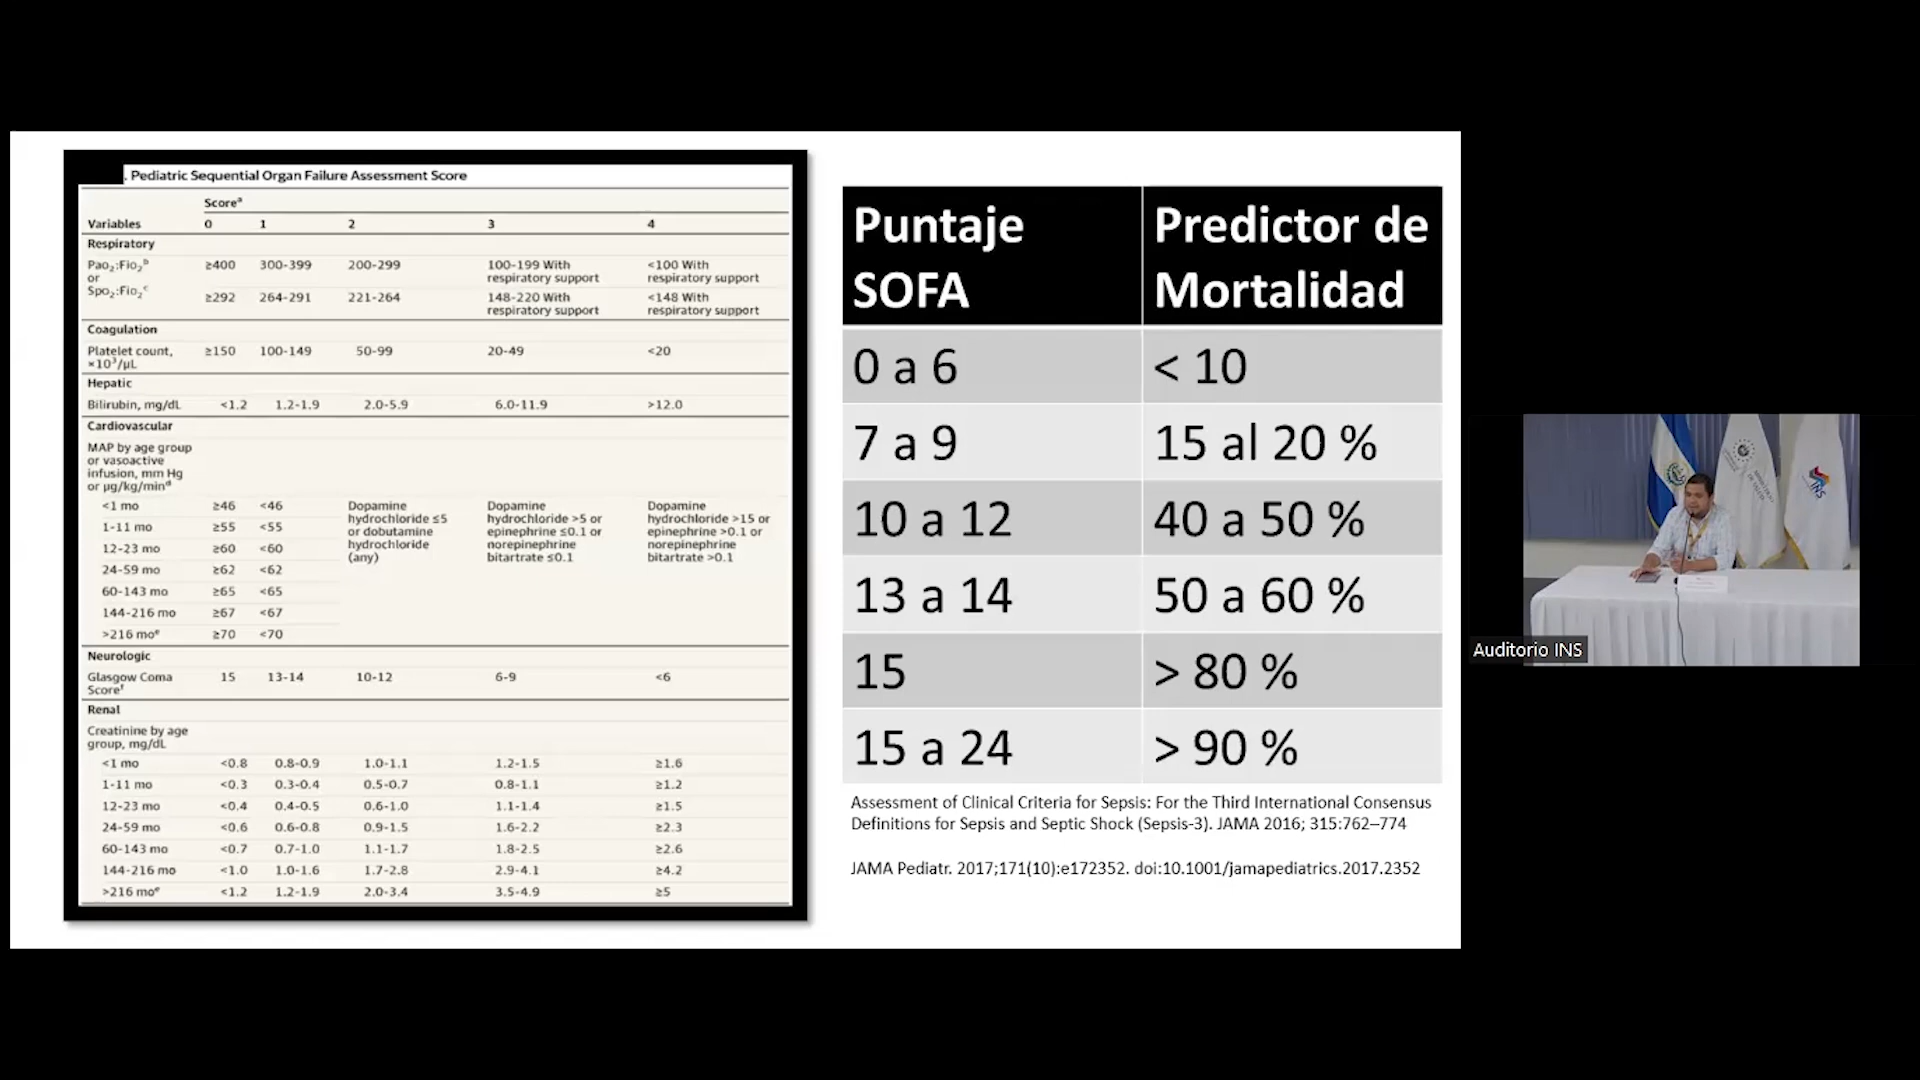 . Pediatric Sequential Organ Failure Assessment Score
Scoreª
Variables 0 1 2 3 4
Respiratory
Pao₂:Fio₂ᵇ ≥400 300-399 200-299 100-199 With respiratory support <100 With respiratory support
or
Spo₂:Fio₂ᶜ ≥292 264-291 221-264 148-220 With respiratory support <148 With respiratory support
Coagulation
Platelet count, ×10³/µL ≥150 100-149 50-99 20-49 <20
Hepatic
Bilirubin, mg/dL <1.2 1.2-1.9 2.0-5.9 6.0-11.9 >12.0
Cardiovascular
MAP by age group
or vasoactive
infusion, mm Hg
or µg/kg/minᵈ
<1 mo ≥46 <46 Dopamine hydrochloride ≤5 or dobutamine hydrochloride (any) Dopamine hydrochloride >5 or epinephrine ≤0.1 or norepinephrine bitartrate ≤0.1 Dopamine hydrochloride >15 or epinephrine >0.1 or norepinephrine bitartrate >0.1
1-11 mo ≥55 <55
12-23 mo ≥60 <60
24-59 mo ≥62 <62
60-143 mo ≥65 <65
144-216 mo ≥67 <67
>216 moᵉ ≥70 <70
Neurologic
Glasgow Coma Scoreᶠ 15 13-14 10-12 6-9 <6
Renal
Creatinine by age
group, mg/dL
<1 mo <0.8 0.8-0.9 1.0-1.1 1.2-1.5 ≥1.6
1-11 mo <0.3 0.3-0.4 0.5-0.7 0.8-1.1 ≥1.2
12-23 mo <0.4 0.4-0.5 0.6-1.0 1.1-1.4 ≥1.5
24-59 mo <0.6 0.6-0.8 0.9-1.5 1.6-2.2 ≥2.3
60-143 mo <0.7 0.7-1.0 1.1-1.7 1.8-2.5 ≥2.6
144-216 mo <1.0 1.0-1.6 1.7-2.8 2.9-4.1 ≥4.2
>216 moᵉ <1.2 1.2-1.9 2.0-3.4 3.5-4.9 ≥5
Puntaje SOFA Predictor de Mortalidad
0 a 6 < 10
7 a 9 15 al 20 %
10 a 12 40 a 50 %
13 a 14 50 a 60 %
15 > 80 %
15 a 24 > 90 %
Assessment of Clinical Criteria for Sepsis: For the Third International Consensus
Definitions for Sepsis and Septic Shock (Sepsis-3). JAMA 2016; 315:762–774
JAMA Pediatr. 2017;171(10):e172352. doi:10.1001/jamapediatrics.2017.2352
INS
Auditorio INS